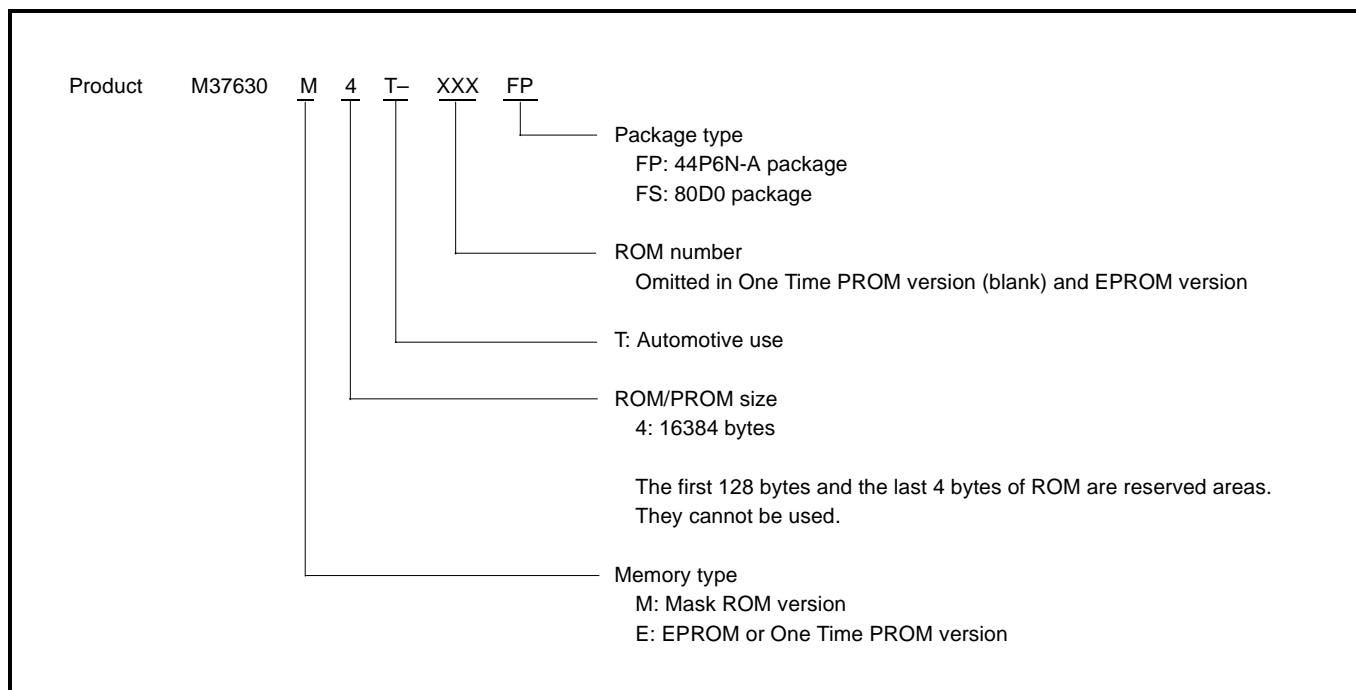 Product M37630 M 4 T– XXX FP
Package type
FP: 44P6N-A package
FS: 80D0 package
ROM number
Omitted in One Time PROM version (blank) and EPROM version
T: Automotive use
ROM/PROM size
4: 16384 bytes
The first 128 bytes and the last 4 bytes of ROM are reserved areas.
They cannot be used.
Memory type
M: Mask ROM version
E: EPROM or One Time PROM version